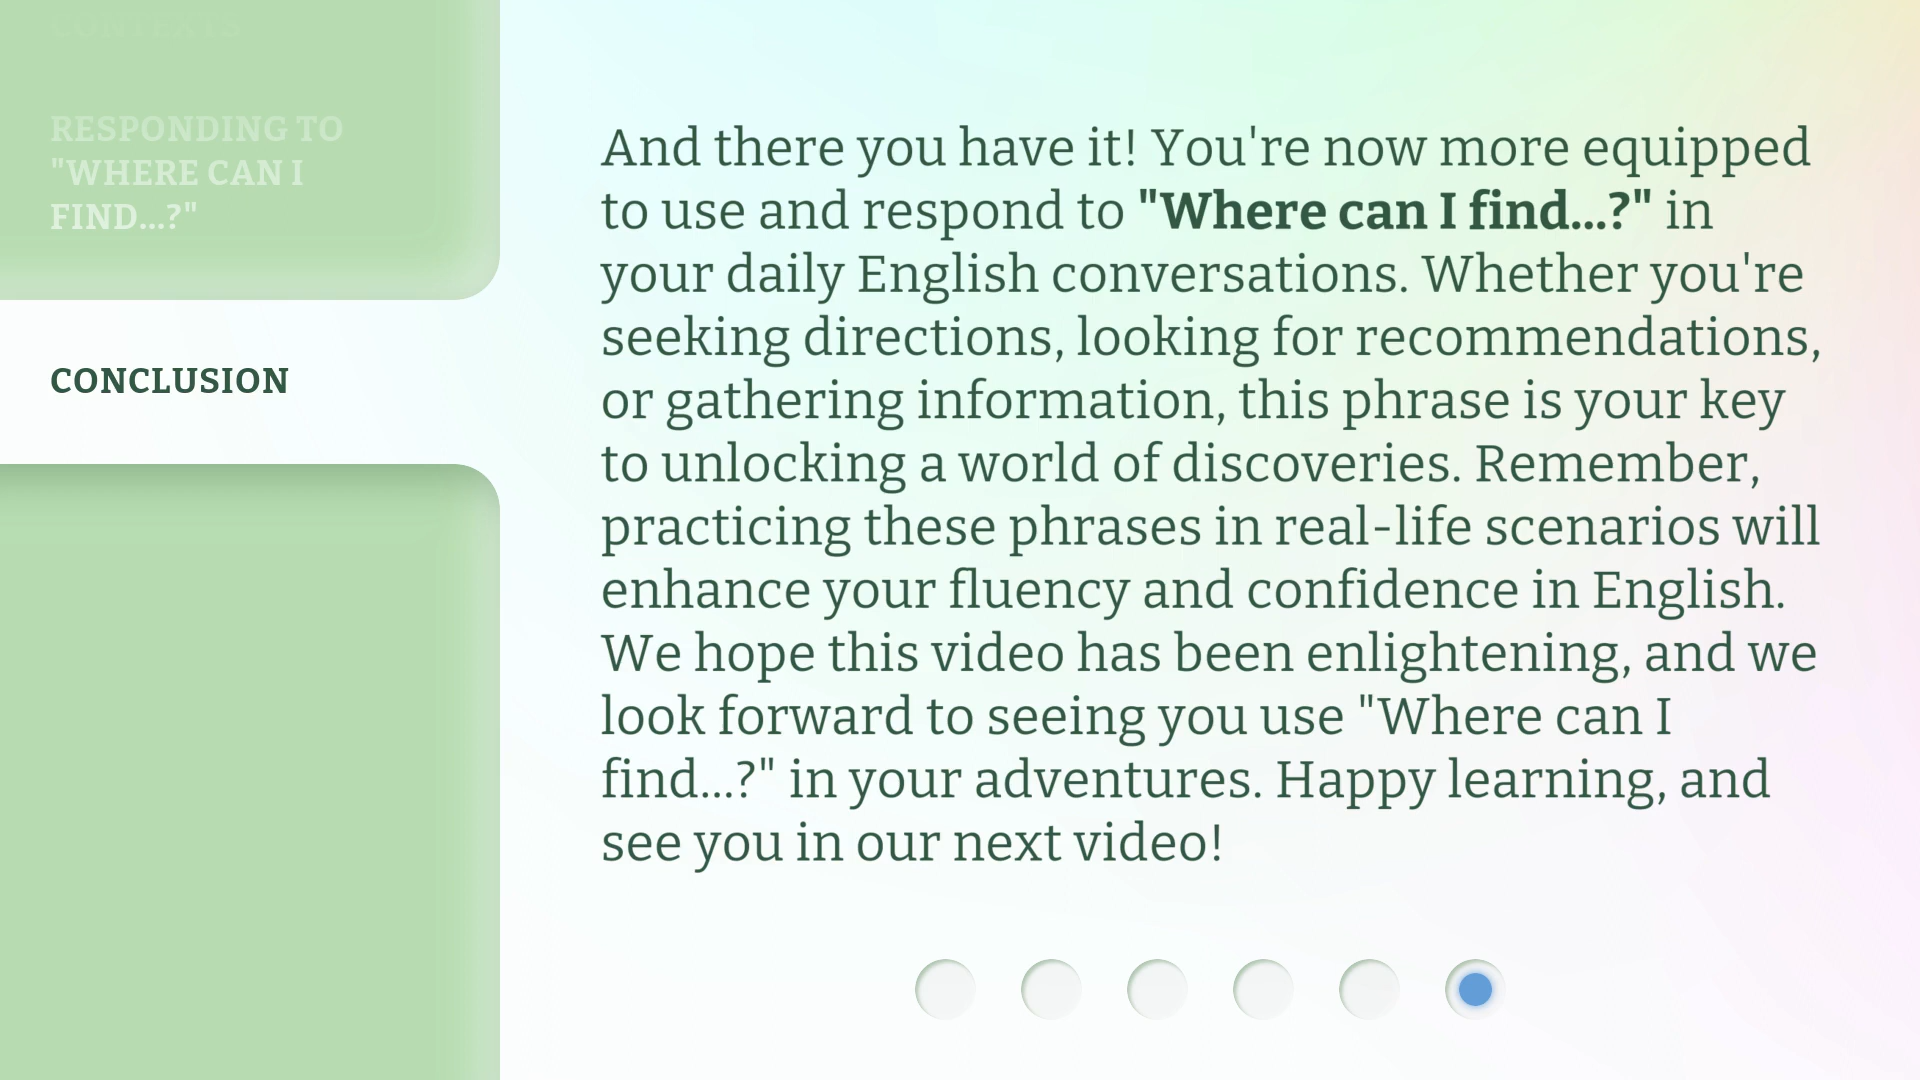 CONTEXTS
RESPONDING TO
"WHERE CAN I
FIND...?"
CONCLUSION
And there you have it! You're now more equipped
to use and respond to "Where can I find...?" in
your daily English conversations. Whether you're
seeking directions, looking for recommendations,
or gathering information, this phrase is your key
to unlocking a world of discoveries. Remember,
practicing these phrases in real-life scenarios will
enhance your fluency and confidence in English.
We hope this video has been enlightening, and we
look forward to seeing you use "Where can I
find...?" in your adventures. Happy learning, and
see you in our next video!